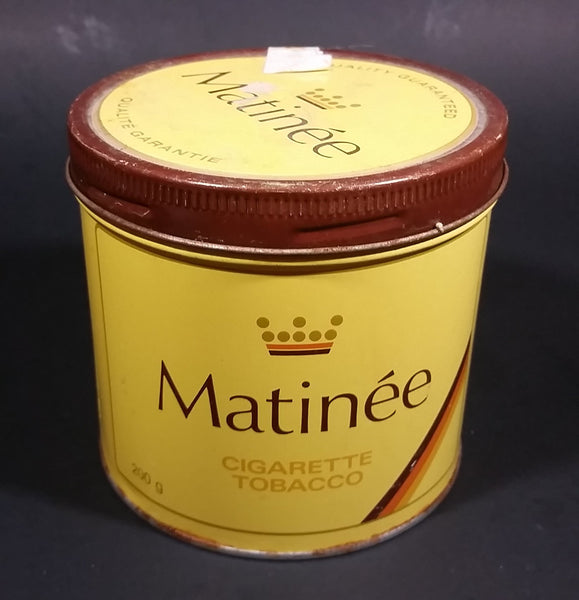 QUALITY GUARANTEED
Matinée
QUALITÉ GARANTIE
Matinée
CIGARETTE
TOBACCO
200 g